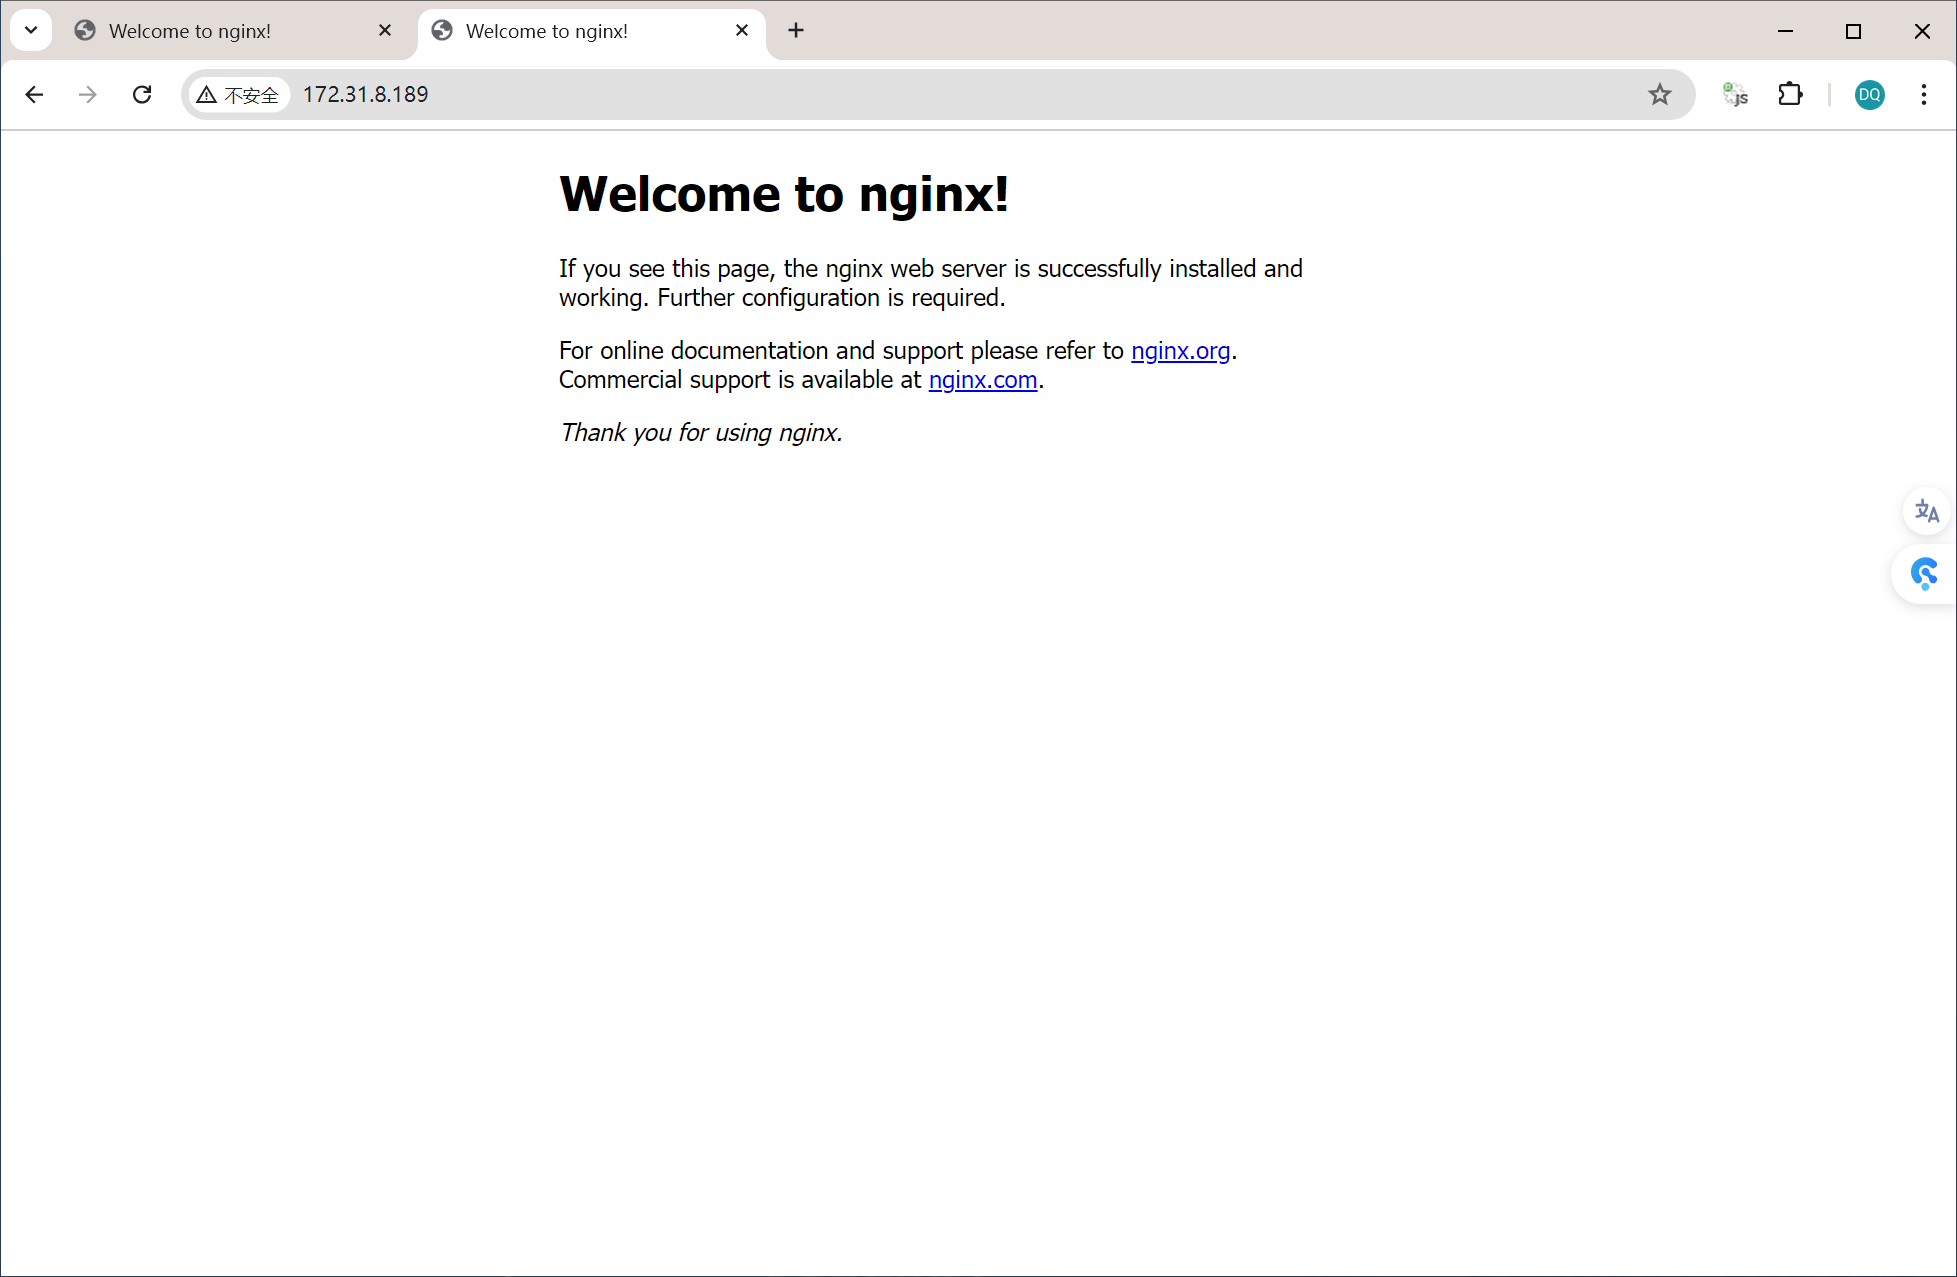 Welcome to nginx!
Welcome to nginx!
不安全
172.31.8.189
JS
DQ
Welcome to nginx!
If you see this page, the nginx web server is successfully installed and
working. Further configuration is required.
For online documentation and support please refer to nginx.org.
Commercial support is available at nginx.com.
Thank you for using nginx.
文A